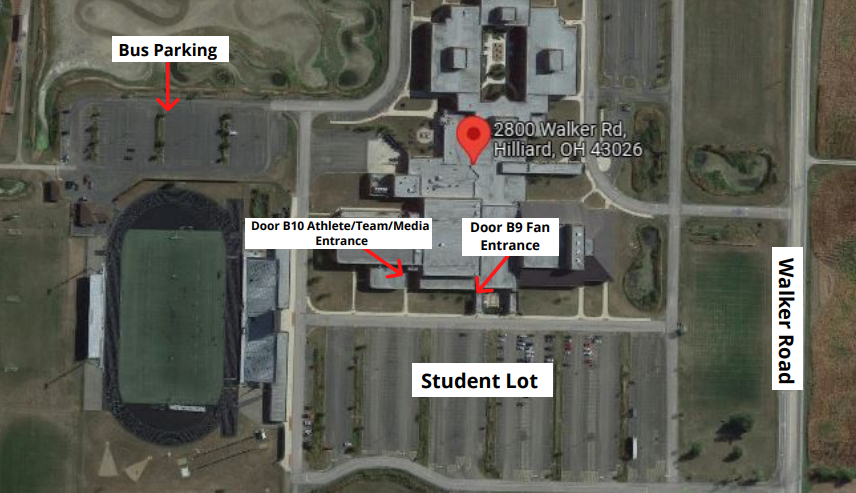 Bus Parking
2800 Walker Rd,
Hilliard, OH 43026
Door B10 Athlete/Team/Media
Entrance
Door B9 Fan
Entrance
Walker Road
Student Lot